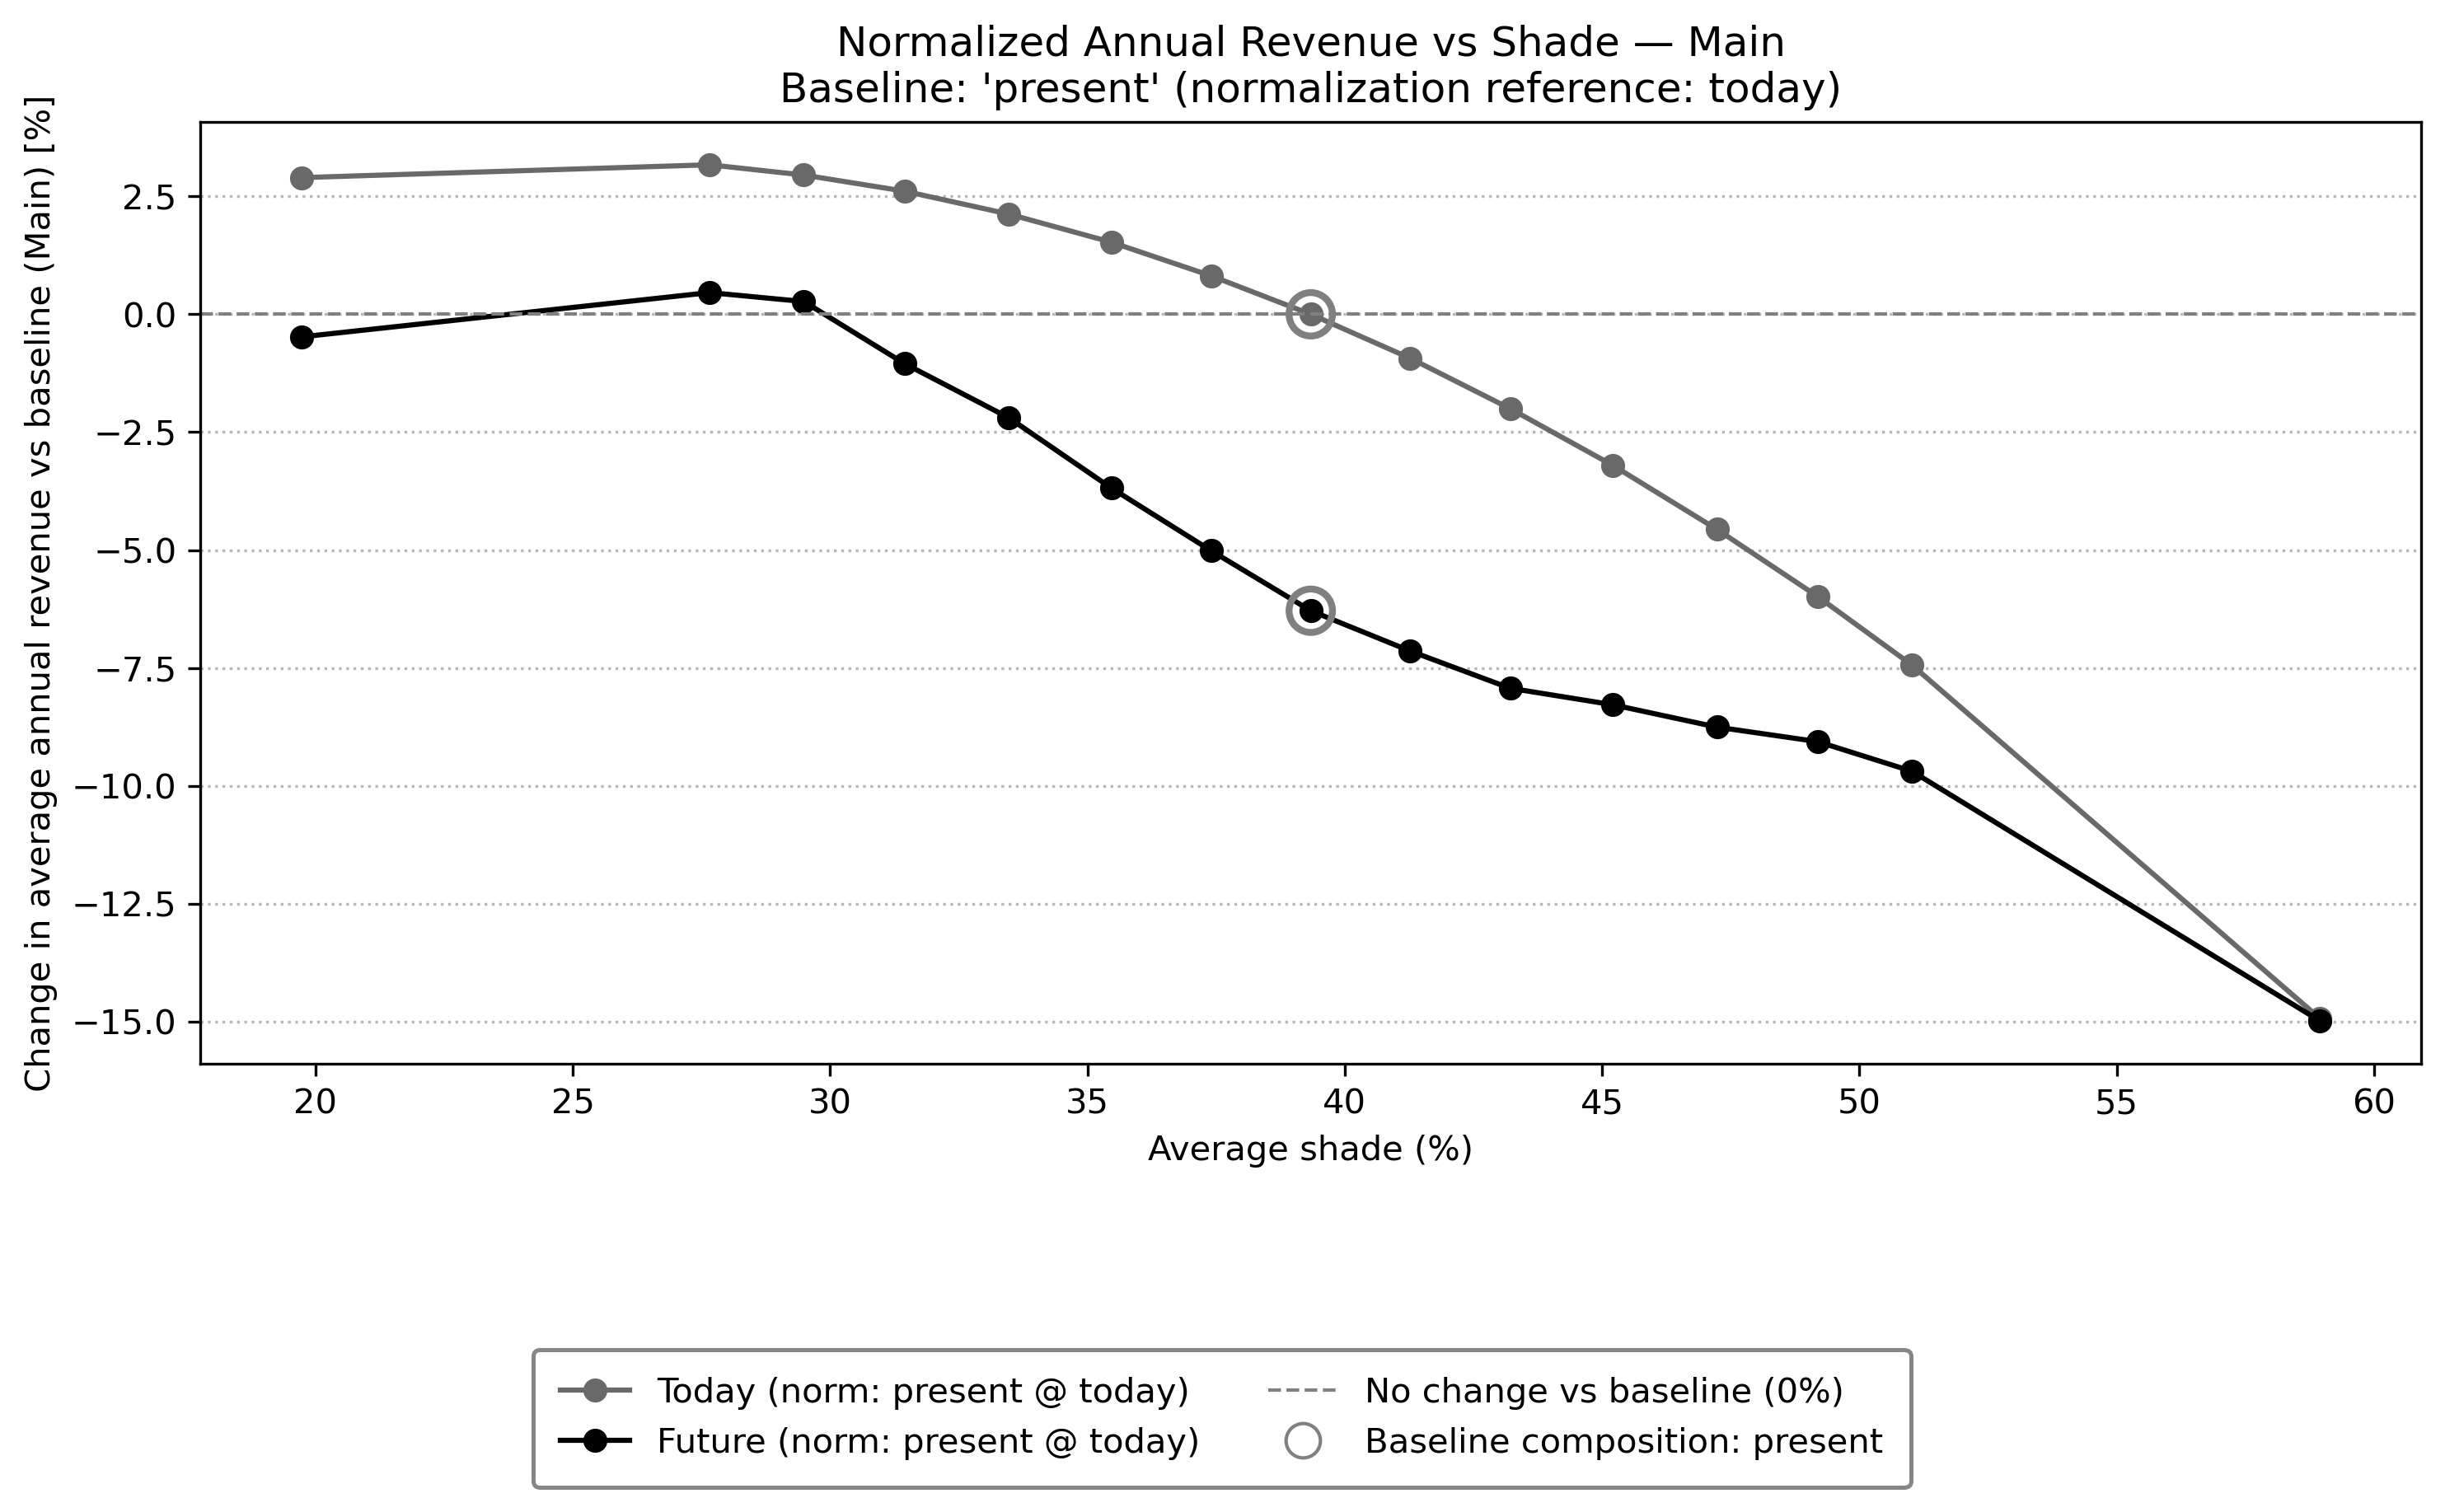 Normalized Annual Revenue vs Shade — Main
Baseline: 'present' (normalization reference: today)
Change in average annual revenue vs baseline (Main) [%]
2.5
0.0
−2.5
−5.0
−7.5
−10.0
−12.5
−15.0
20 25 30 35 40 45 50 55 60
Average shade (%)
Today (norm: present @ today)
Future (norm: present @ today)
No change vs baseline (0%)
Baseline composition: present